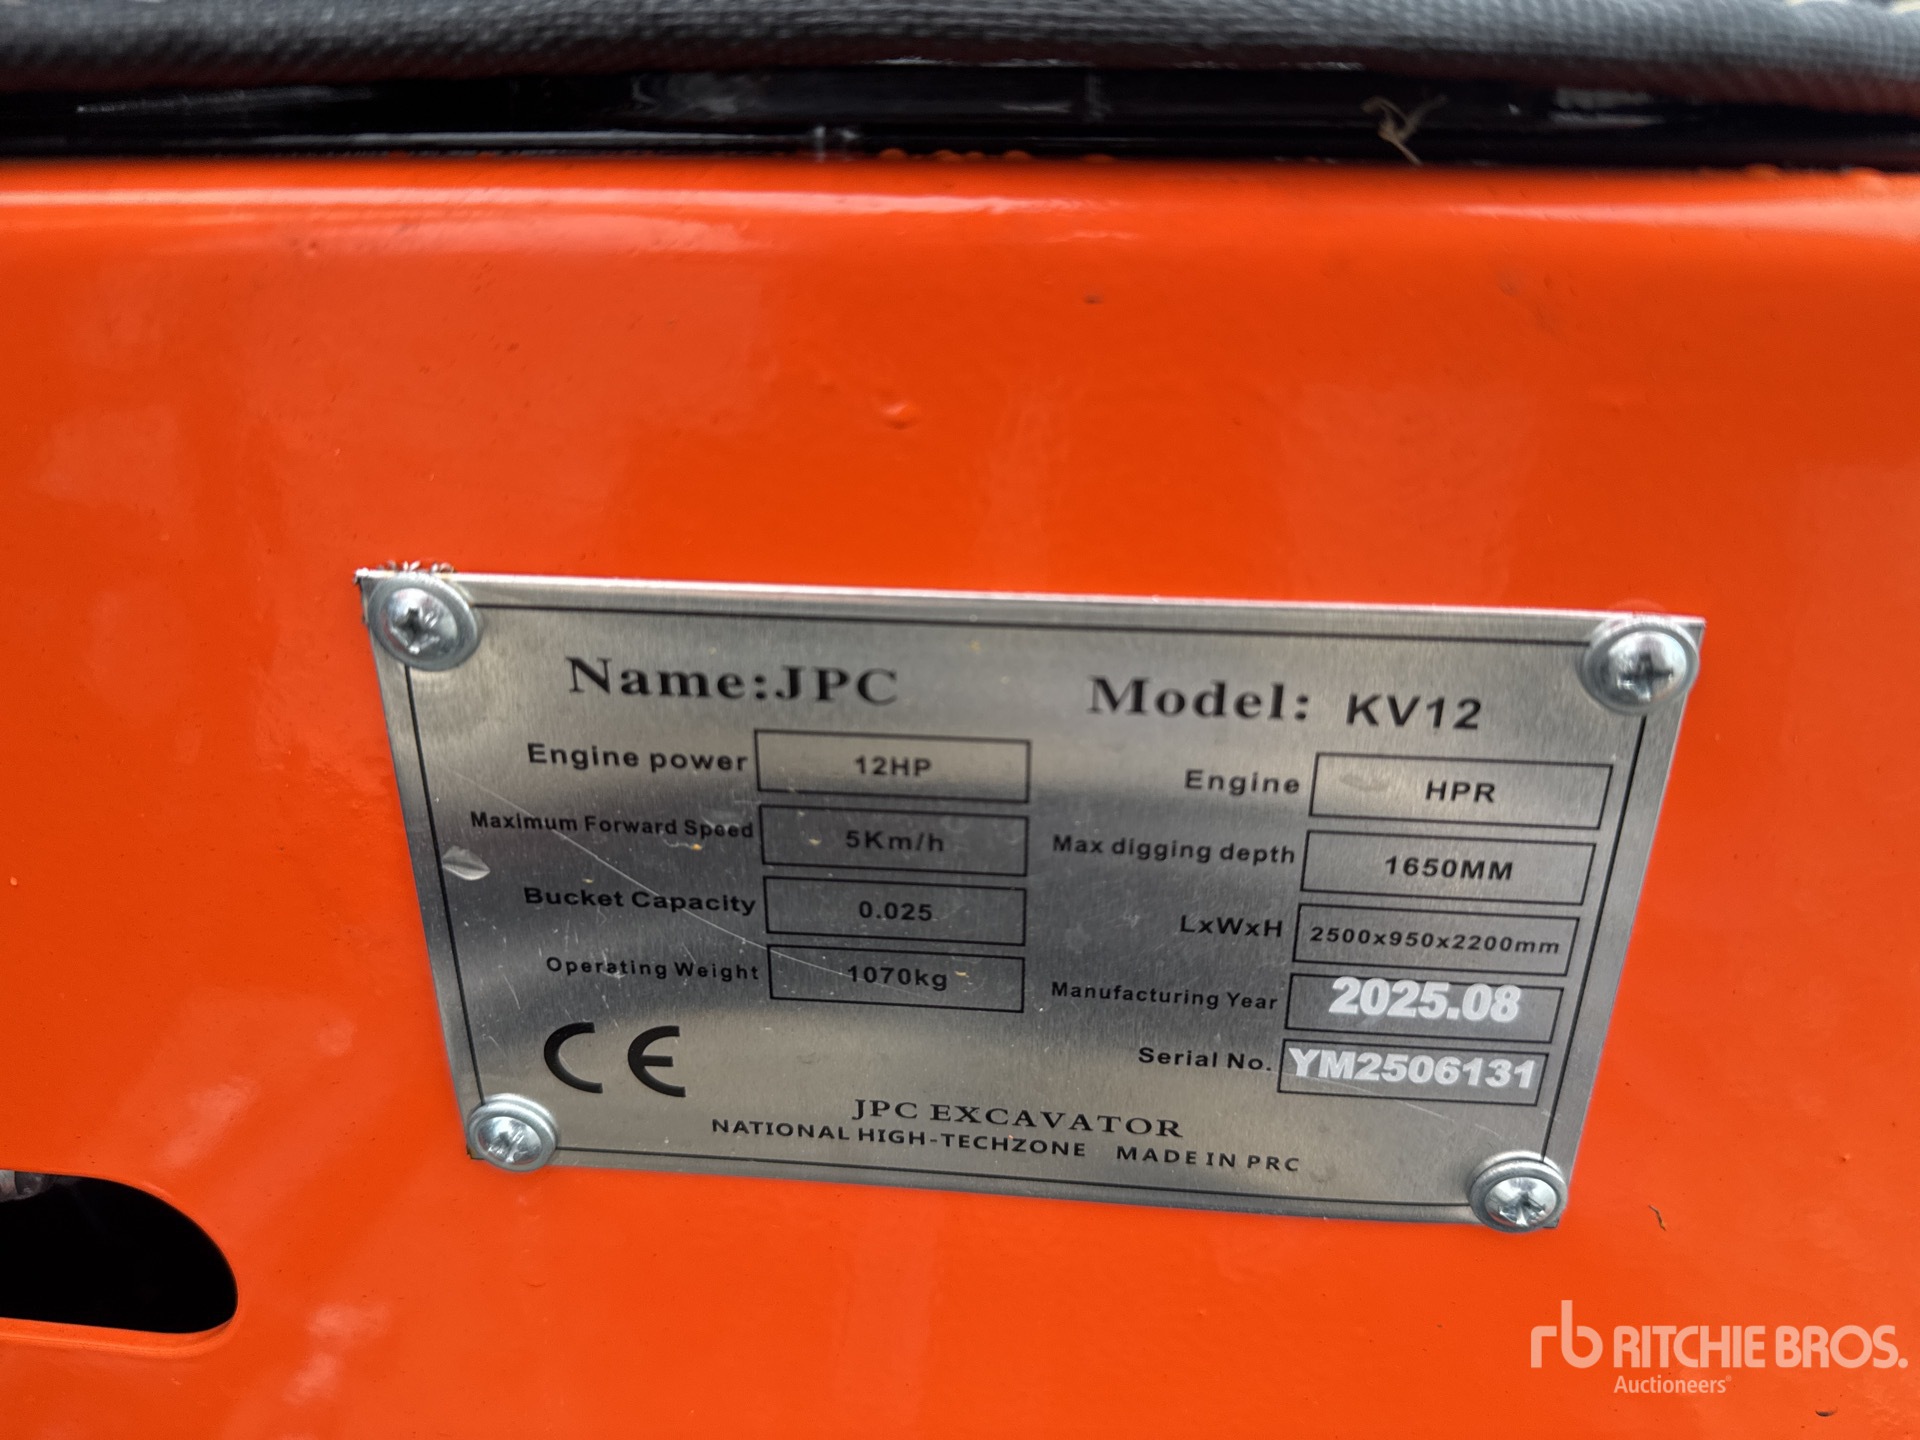 Name:JPC Model: KV12
Engine power 12HP Engine HPR
Maximum Forward Speed 5Km/h Max digging depth 1650MM
Bucket Capacity 0.025 LxWxH 2500x950x2200mm
Operating Weight 1070kg Manufacturing Year 2025.08
Serial No. YM2506131
CE
JPC EXCAVATOR
NATIONAL HIGH-TECHZONE MADE IN PRC
rb RITCHIE BROS.
Auctioneers